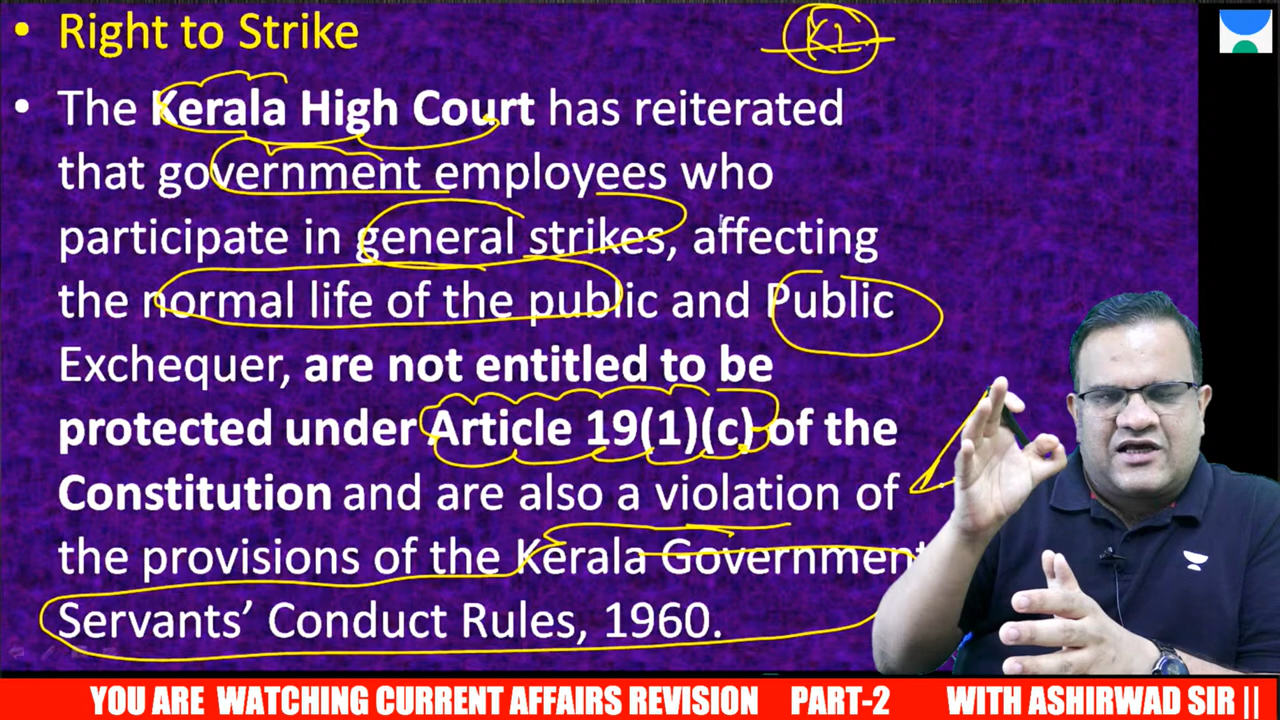 • Right to Strike
KL
• The Kerala High Court has reiterated
that government employees who
participate in general strikes, affecting
the normal life of the public and Public
Exchequer, are not entitled to be
protected under Article 19(1)(c) of the
Constitution and are also a violation of
the provisions of the Kerala Government
Servants’ Conduct Rules, 1960.
YOU ARE WATCHING CURRENT AFFAIRS REVISION PART-2 WITH ASHIRWAD SIR ||